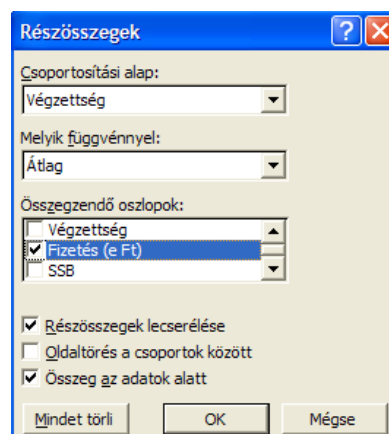 Részösszegek
Csoportosítási alap:
Végzettség
Melyik függvénnyel:
Átlag
Összegzendő oszlopok:
Végzettség
Fizetés (e Ft)
SSB
Részösszegek lecserélése
Oldaltörés a csoportok között
Összeg az adatok alatt
Mindet törli OK Mégse